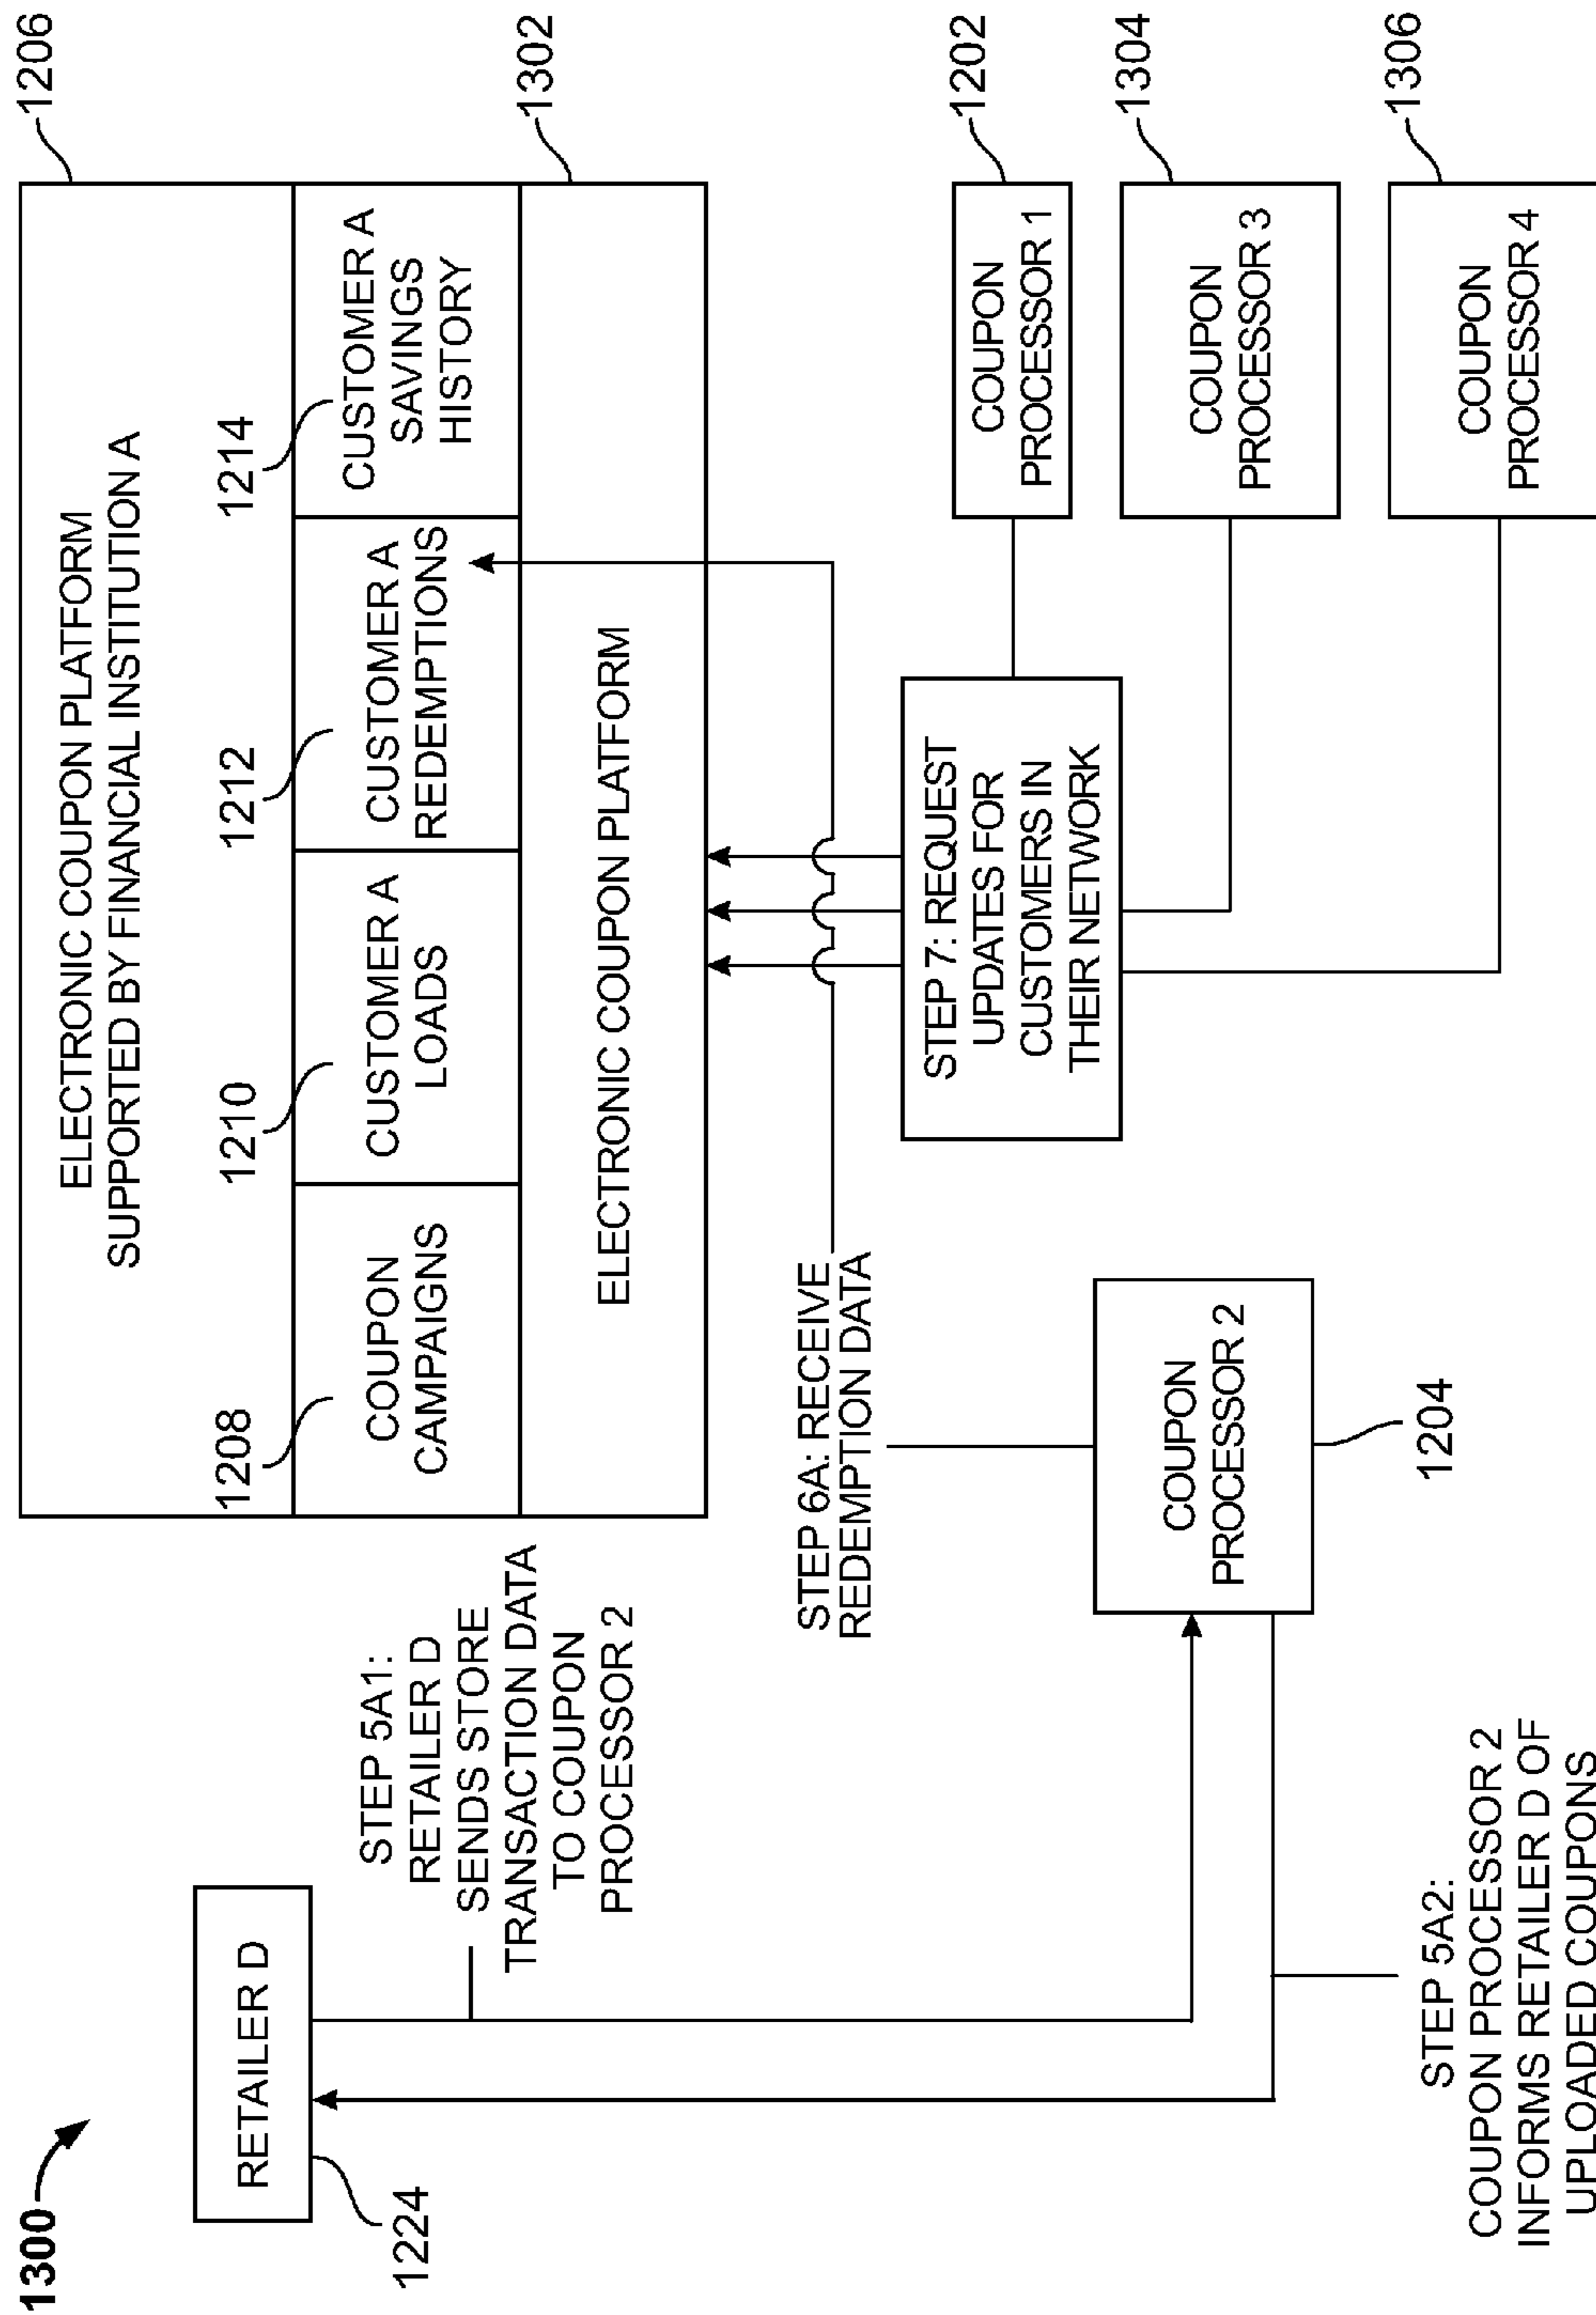 1300
ELECTRONIC COUPON PLATFORM
SUPPORTED BY FINANCIAL INSTITUTION A
1206
1208
1210
1212
1214
COUPON
CAMPAIGNS
CUSTOMER A
LOADS
CUSTOMER A
REDEMPTIONS
CUSTOMER A
SAVINGS
HISTORY
ELECTRONIC COUPON PLATFORM
1302
RETAILER D
1224
STEP 5A1:
RETAILER D
SENDS STORE
TRANSACTION DATA
TO COUPON
PROCESSOR 2
STEP 6A: RECEIVE
REDEMPTION DATA
STEP 7: REQUEST
UPDATES FOR
CUSTOMERS IN
THEIR NETWORK
COUPON
PROCESSOR 1
1202
COUPON
PROCESSOR 3
1304
COUPON
PROCESSOR 4
1306
COUPON
PROCESSOR 2
1204
STEP 5A2:
COUPON PROCESSOR 2
INFORMS RETAILER D OF
UPLOADED COUPONS